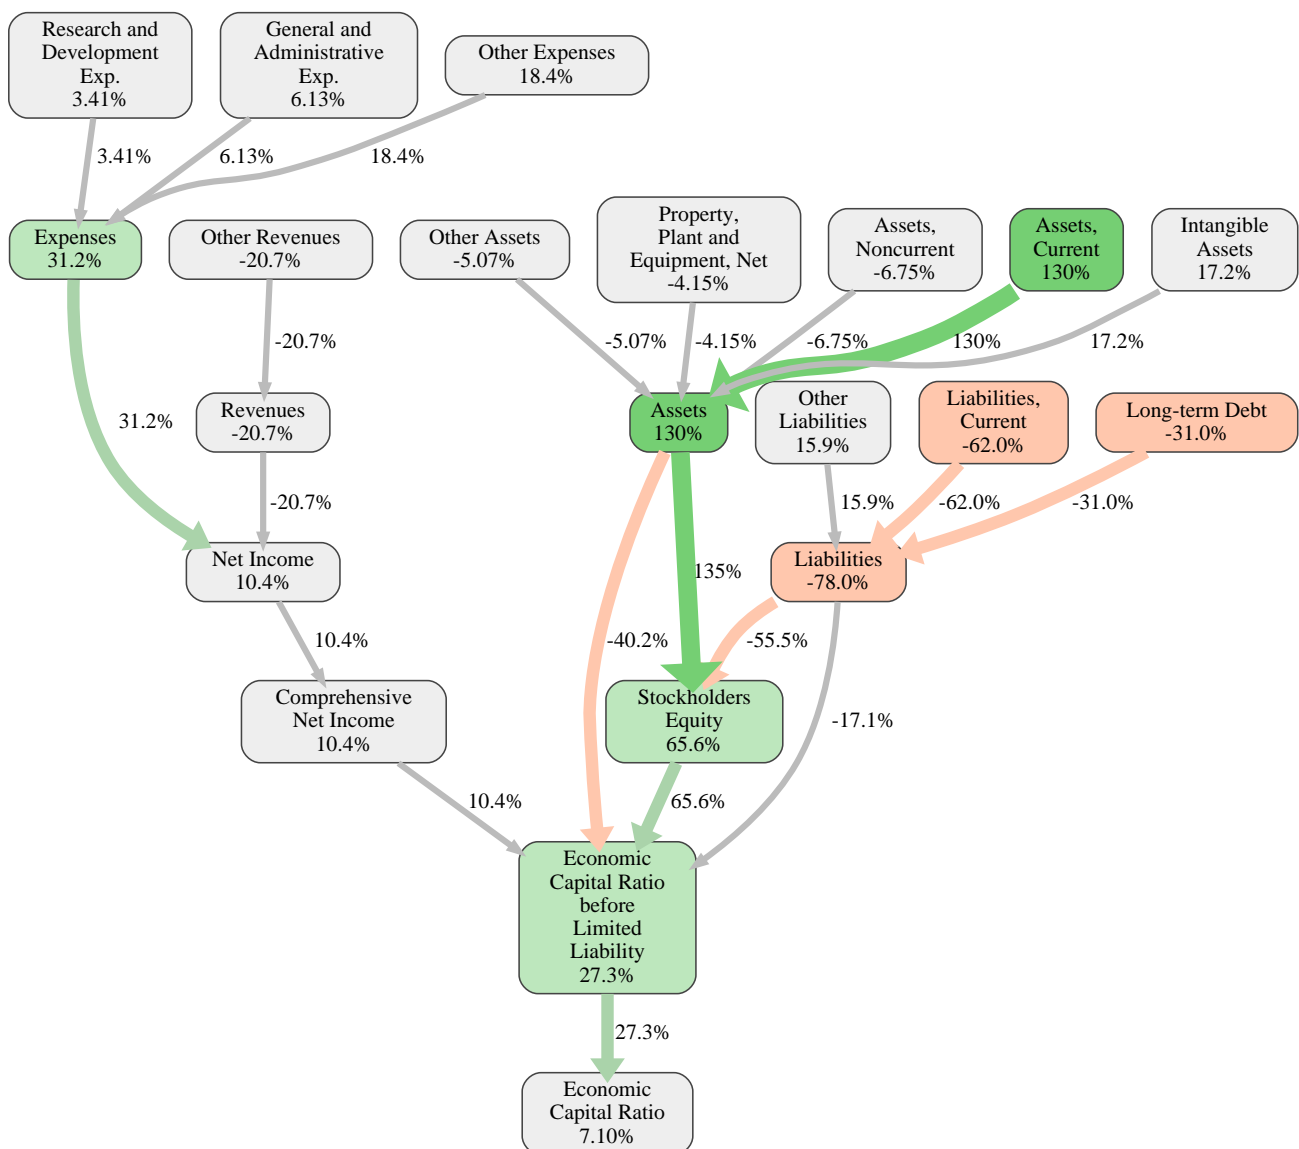 Research and
Development
Exp.
3.41%
General and
Administrative
Exp.
6.13%
Other Expenses
18.4%
3.41%
6.13%
18.4%
Expenses
31.2%
Other Revenues
-20.7%
Other Assets
-5.07%
Property,
Plant and
Equipment, Net
-4.15%
Assets,
Noncurrent
-6.75%
Assets,
Current
130%
Intangible
Assets
17.2%
-20.7%
-5.07%
-4.15%
-6.75%
130%
17.2%
31.2%
Revenues
-20.7%
Assets
130%
Other
Liabilities
15.9%
Liabilities,
Current
-62.0%
Long-term Debt
-31.0%
-20.7%
15.9%
-62.0%
-31.0%
Net Income
10.4%
135%
Liabilities
-78.0%
10.4%
-40.2%
-55.5%
Comprehensive
Net Income
10.4%
Stockholders
Equity
65.6%
-17.1%
10.4%
65.6%
Economic
Capital Ratio
before
Limited
Liability
27.3%
27.3%
Economic
Capital Ratio
7.10%